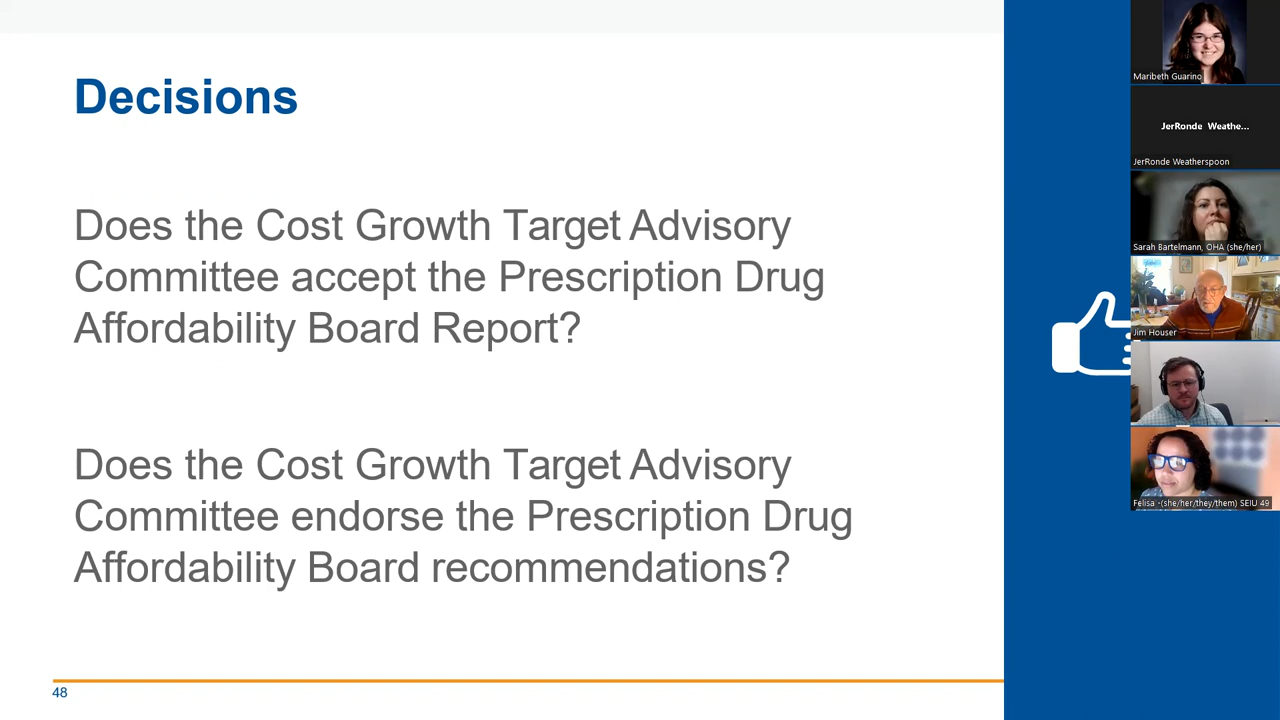 Decisions
Does the Cost Growth Target Advisory
Committee accept the Prescription Drug
Affordability Board Report?
Does the Cost Growth Target Advisory
Committee endorse the Prescription Drug
Affordability Board recommendations?
48
Maribeth Guarino
JerRonde Weathe...
JerRonde Weatherspoon
Sarah Bartelmann, OHA (she/her)
Jim Houser
Felisa -(she/her/they/them) SEIU 49